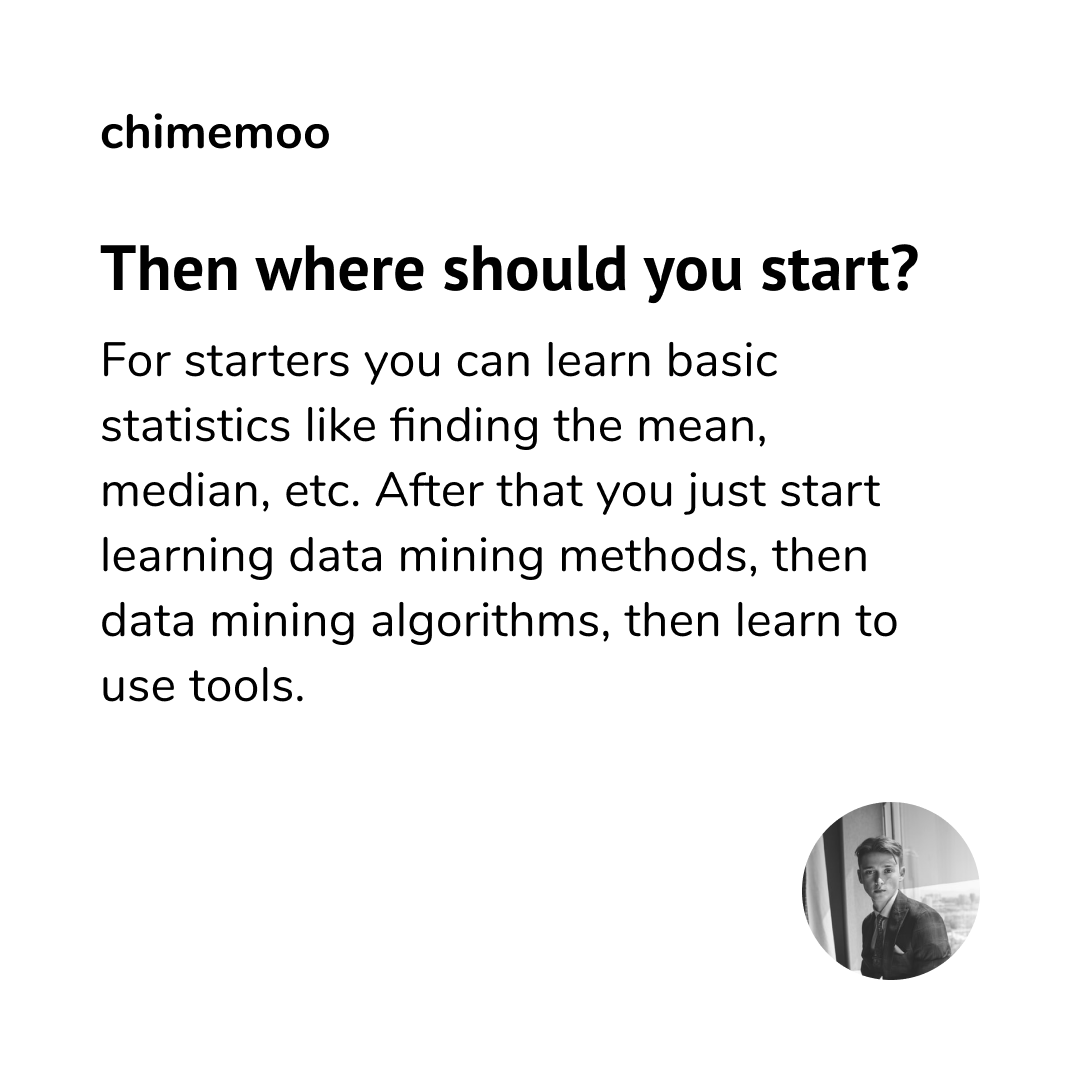 chimemoo
Then where should you start?
For starters you can learn basic
statistics like finding the mean,
median, etc. After that you just start
learning data mining methods, then
data mining algorithms, then learn to
use tools.